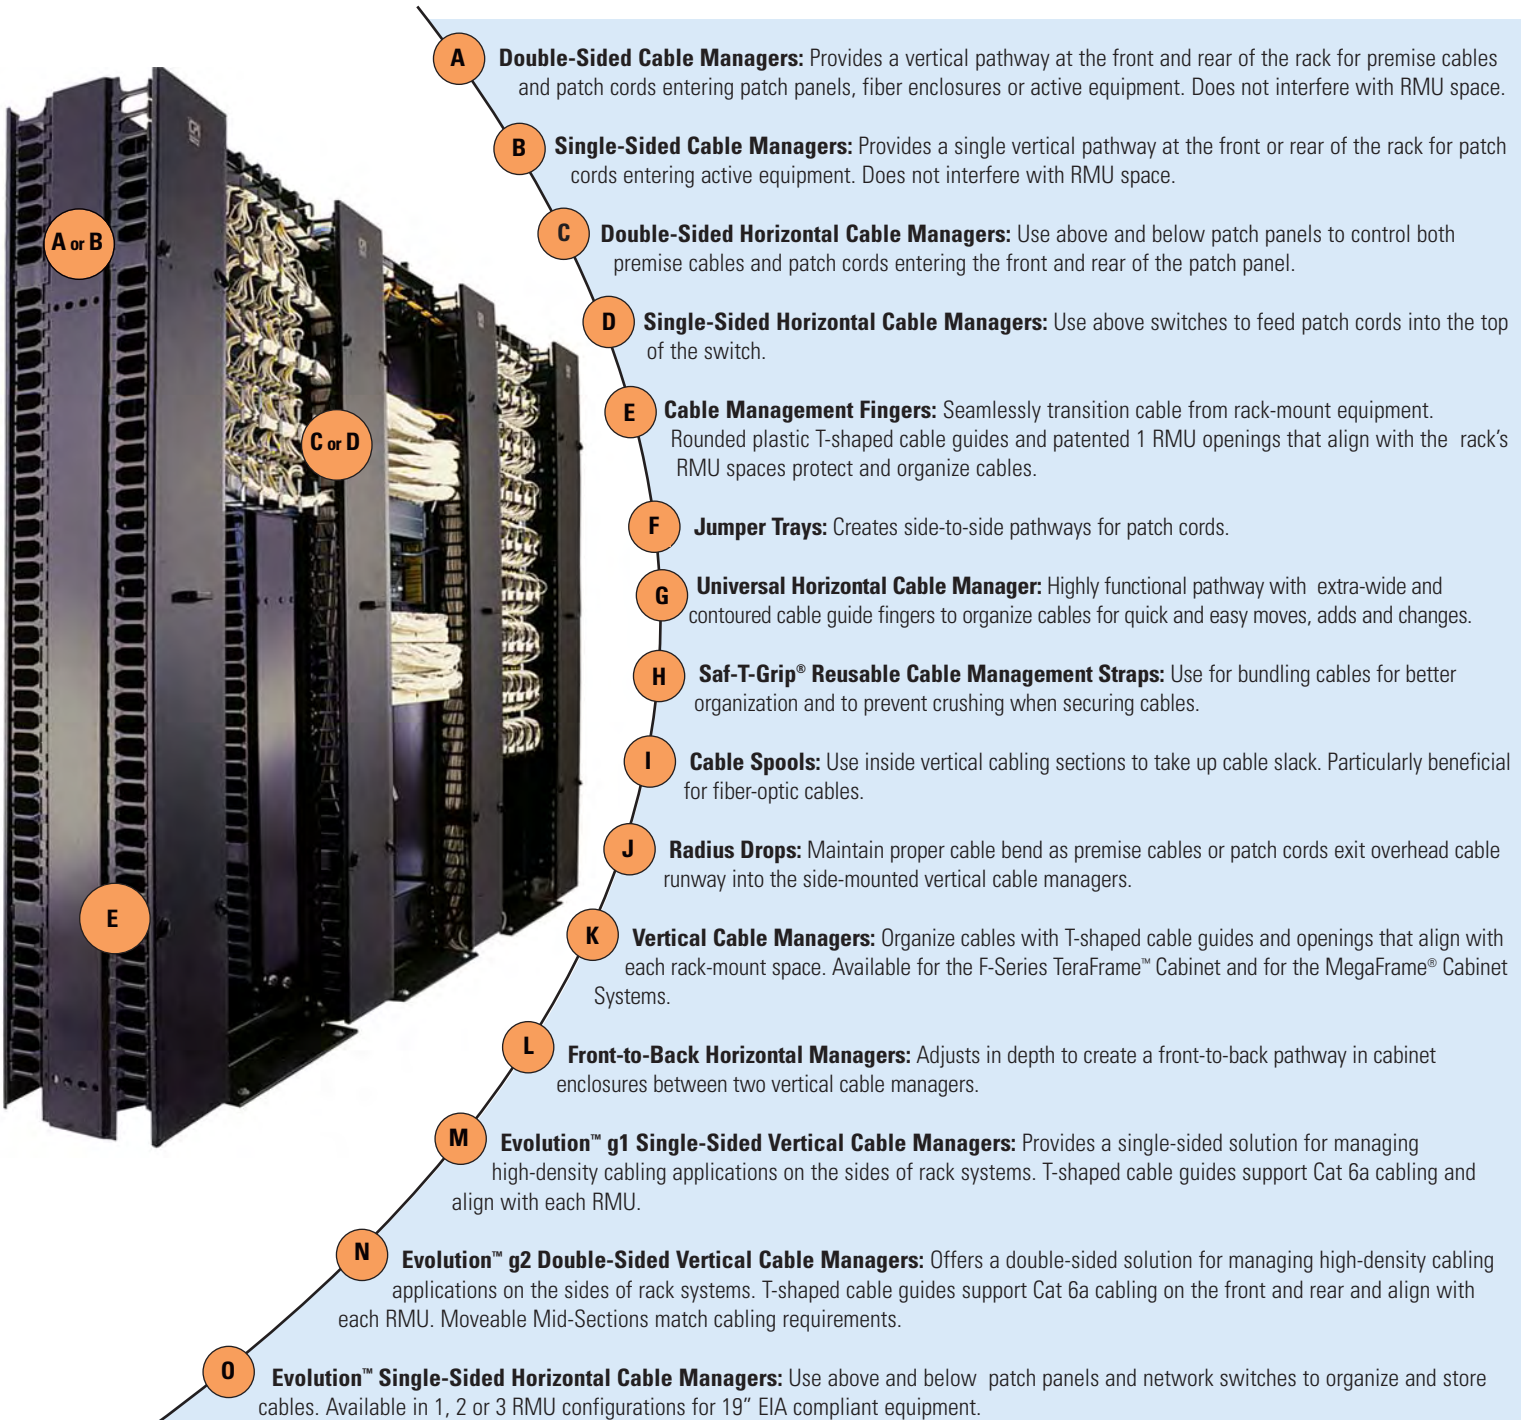 A Double-Sided Cable Managers: Provides a vertical pathway at the front and rear of the rack for premise cables
and patch cords entering patch panels, fiber enclosures or active equipment. Does not interfere with RMU space.
B Single-Sided Cable Managers: Provides a single vertical pathway at the front or rear of the rack for patch
cords entering active equipment. Does not interfere with RMU space.
A or B
C Double-Sided Horizontal Cable Managers: Use above and below patch panels to control both
premise cables and patch cords entering the front and rear of the patch panel.
D Single-Sided Horizontal Cable Managers: Use above switches to feed patch cords into the top
of the switch.
E Cable Management Fingers: Seamlessly transition cable from rack-mount equipment.
Rounded plastic T-shaped cable guides and patented 1 RMU openings that align with the rack's
RMU spaces protect and organize cables.
C or D
F Jumper Trays: Creates side-to-side pathways for patch cords.
G Universal Horizontal Cable Manager: Highly functional pathway with extra-wide and
contoured cable guide fingers to organize cables for quick and easy moves, adds and changes.
H Saf-T-Grip® Reusable Cable Management Straps: Use for bundling cables for better
organization and to prevent crushing when securing cables.
I Cable Spools: Use inside vertical cabling sections to take up cable slack. Particularly beneficial
for fiber-optic cables.
J Radius Drops: Maintain proper cable bend as premise cables or patch cords exit overhead cable
runway into the side-mounted vertical cable managers.
E
K Vertical Cable Managers: Organize cables with T-shaped cable guides and openings that align with
each rack-mount space. Available for the F-Series TeraFrame™ Cabinet and for the MegaFrame® Cabinet
Systems.
L Front-to-Back Horizontal Managers: Adjusts in depth to create a front-to-back pathway in cabinet
enclosures between two vertical cable managers.
M Evolution™ g1 Single-Sided Vertical Cable Managers: Provides a single-sided solution for managing
high-density cabling applications on the sides of rack systems. T-shaped cable guides support Cat 6a cabling and
align with each RMU.
N Evolution™ g2 Double-Sided Vertical Cable Managers: Offers a double-sided solution for managing high-density cabling
applications on the sides of rack systems. T-shaped cable guides support Cat 6a cabling on the front and rear and align with
each RMU. Moveable Mid-Sections match cabling requirements.
O Evolution™ Single-Sided Horizontal Cable Managers: Use above and below patch panels and network switches to organize and store
cables. Available in 1, 2 or 3 RMU configurations for 19" EIA compliant equipment.